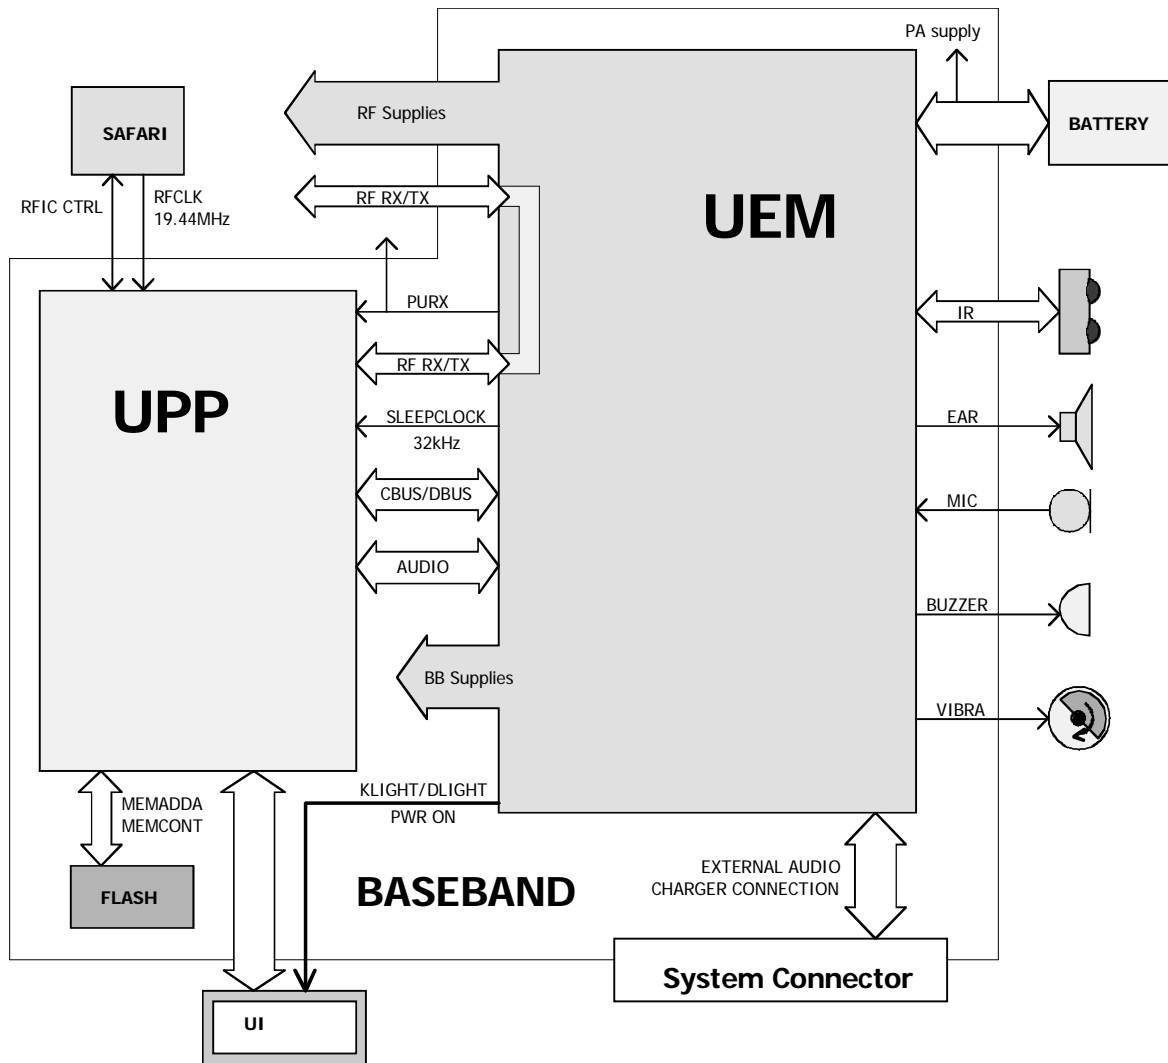 PA supply
RF Supplies
SAFARI
BATTERY
RFIC CTRL
RFCLK
19.44MHz
RF RX/TX
UEM
PURX
IR
RF RX/TX
UPP
SLEEPCLOCK
32kHz
EAR
CBUS/DBUS
MIC
AUDIO
BUZZER
BB Supplies
VIBRA
KLIGHT/DLIGHT
PWR ON
MEMADDA
MEMCONT
EXTERNAL AUDIO
CHARGER CONNECTION
FLASH
BASEBAND
System Connector
UI